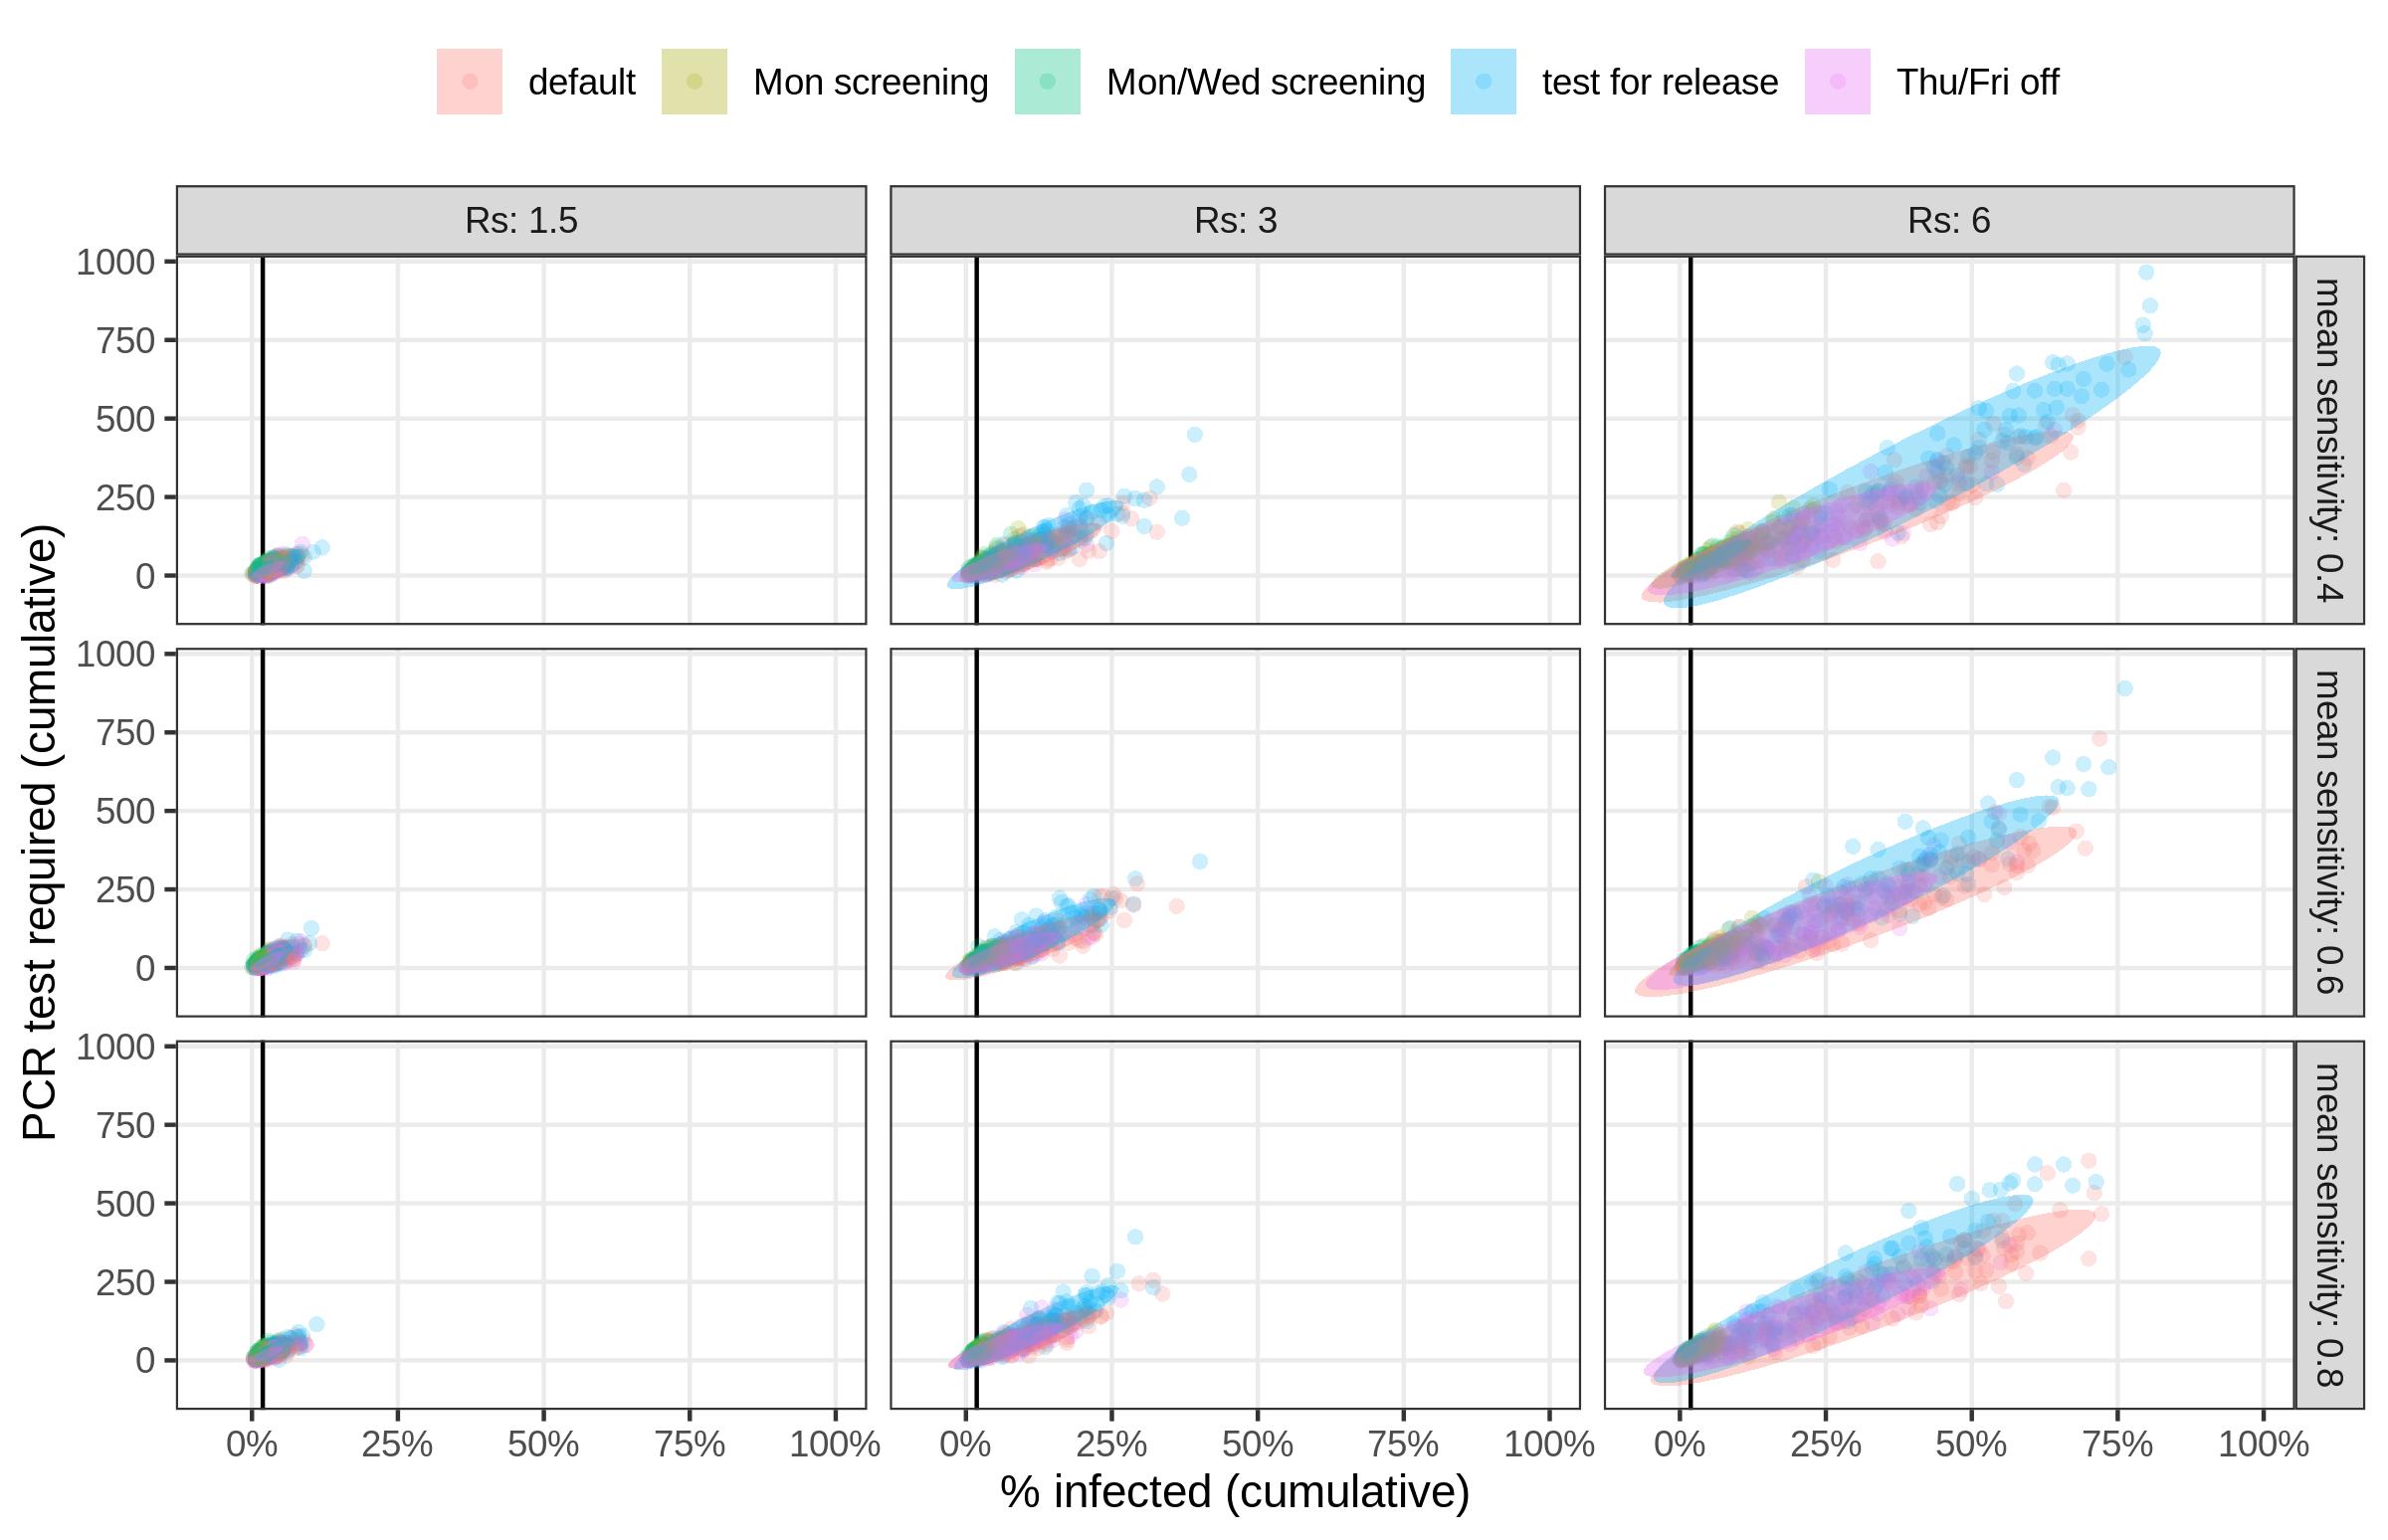 default Mon screening Mon/Wed screening test for release Thu/Fri off
Rs: 1.5 Rs: 3 Rs: 6
PCR test required (cumulative)
1000
750
500
250
0
mean sensitivity: 0.4
1000
750
500
250
0
mean sensitivity: 0.6
1000
750
500
250
0
mean sensitivity: 0.8
0% 25% 50% 75% 100% 0% 25% 50% 75% 100% 0% 25% 50% 75% 100%
% infected (cumulative)